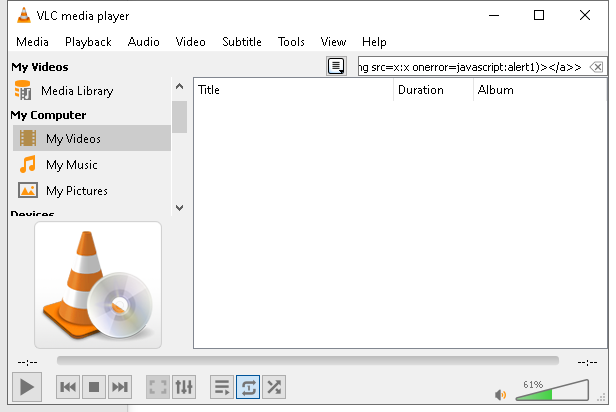 VLC media player
Media Playback Audio Video Subtitle Tools View Help
My Videos
ng src=x:x onerror=javascript:alert1)></a>>
Media Library
My Computer
My Videos
My Music
My Pictures
Devices
Title Duration Album
--:-- --:--
61%